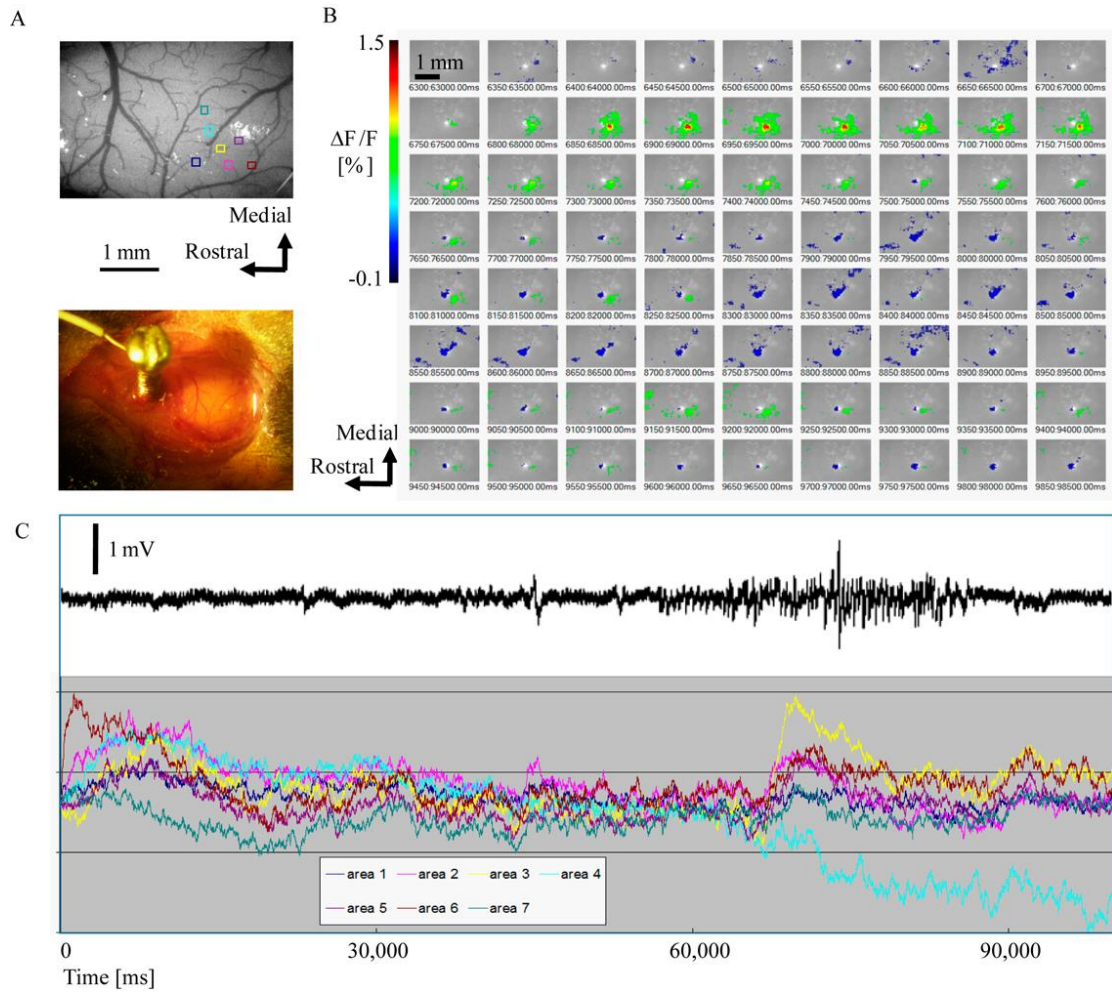 A
B
1.5
1 mm
ΔF/F
[%]
-0.1
Medial
Rostral
1 mm
Medial
Rostral
6300:63000.00ms 6350:63500.00ms 6400:64000.00ms 6450:64500.00ms 6500:65000.00ms 6550:65500.00ms 6600:66000.00ms 6650:66500.00ms 6700:67000.00ms
6750:67500.00ms 6800:68000.00ms 6850:68500.00ms 6900:69000.00ms 6950:69500.00ms 7000:70000.00ms 7050:70500.00ms 7100:71000.00ms 7150:71500.00ms
7200:72000.00ms 7250:72500.00ms 7300:73000.00ms 7350:73500.00ms 7400:74000.00ms 7450:74500.00ms 7500:75000.00ms 7550:75500.00ms 7600:76000.00ms
7650:76500.00ms 7700:77000.00ms 7750:77500.00ms 7800:78000.00ms 7850:78500.00ms 7900:79000.00ms 7950:79500.00ms 8000:80000.00ms 8050:80500.00ms
8100:81000.00ms 8150:81500.00ms 8200:82000.00ms 8250:82500.00ms 8300:83000.00ms 8350:83500.00ms 8400:84000.00ms 8450:84500.00ms 8500:85000.00ms
8550:85500.00ms 8600:86000.00ms 8650:86500.00ms 8700:87000.00ms 8750:87500.00ms 8800:88000.00ms 8850:88500.00ms 8900:89000.00ms 8950:89500.00ms
9000:90000.00ms 9050:90500.00ms 9100:91000.00ms 9150:91500.00ms 9200:92000.00ms 9250:92500.00ms 9300:93000.00ms 9350:93500.00ms 9400:94000.00ms
9450:94500.00ms 9500:95000.00ms 9550:95500.00ms 9600:96000.00ms 9650:96500.00ms 9700:97000.00ms 9750:97500.00ms 9800:98000.00ms 9850:98500.00ms
C
1 mV
area 1 area 2 area 3 area 4
area 5 area 6 area 7
0 30,000 60,000 90,000
Time [ms]